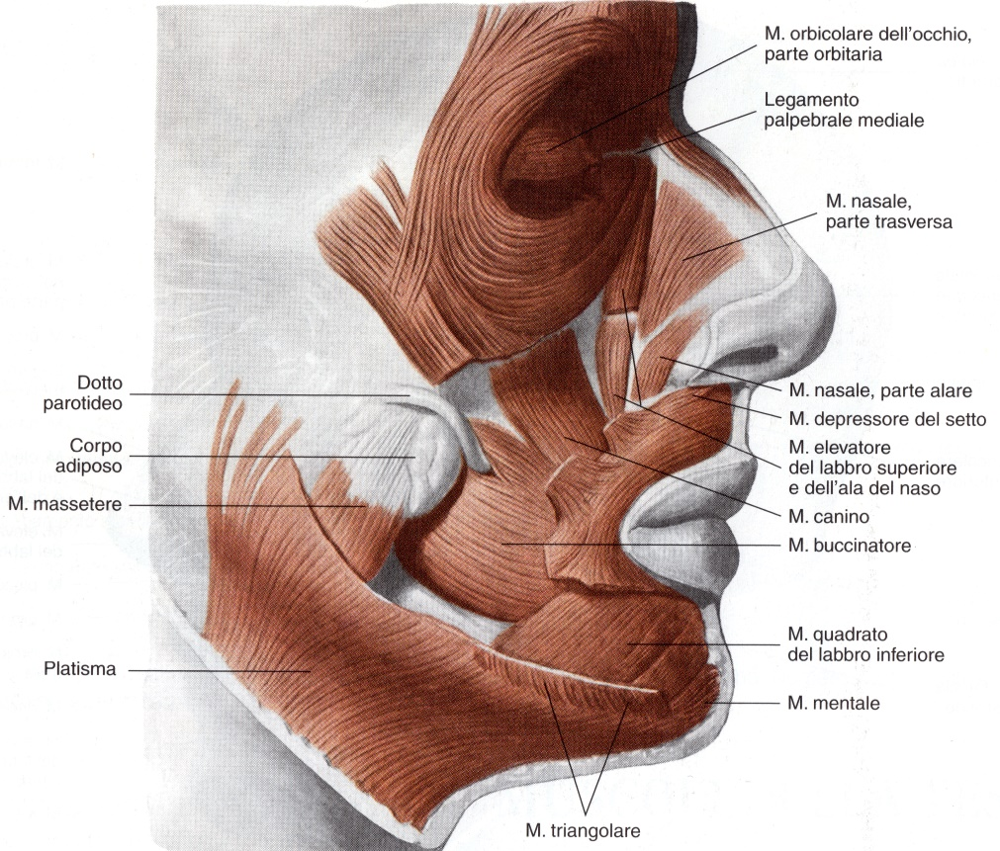 M. orbicolare dell'occhio,
parte orbitaria
Legamento
palpebrale mediale
M. nasale,
parte trasversa
Dotto
parotideo
Corpo
adiposo
M. massetere
Platisma
M. nasale, parte alare
M. depressore del setto
M. elevatore
del labbro superiore
e dell'ala del naso
M. canino
M. buccinatore
M. quadrato
del labbro inferiore
M. mentale
M. triangolare